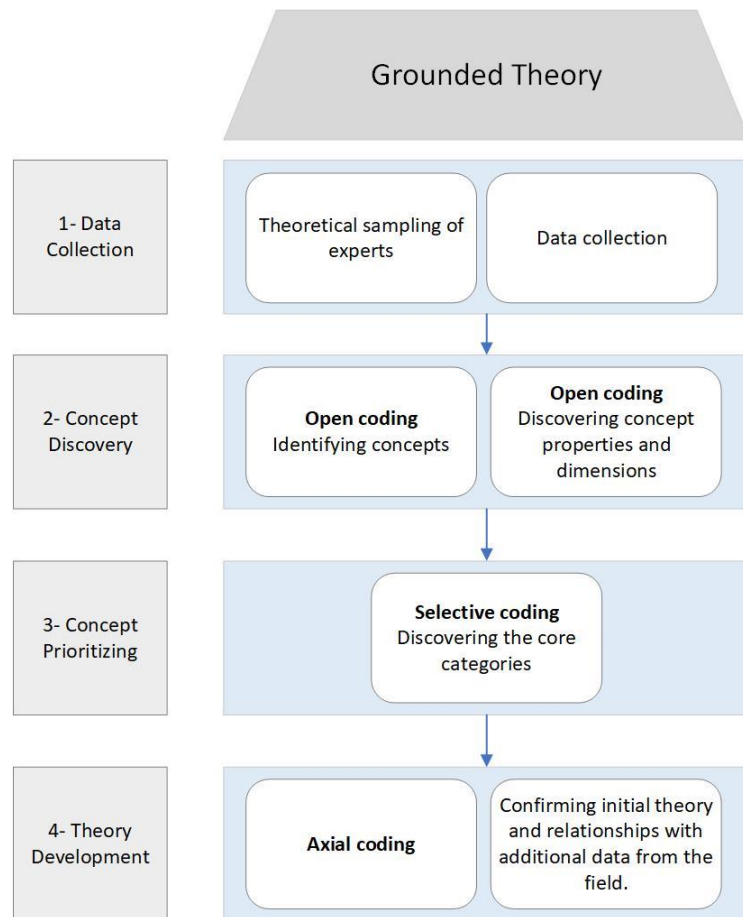 Grounded Theory
1- Data
Collection
Theoretical sampling of
experts
Data collection
2- Concept
Discovery
Open coding
Identifying concepts
Open coding
Discovering concept
properties and
dimensions
3- Concept
Prioritizing
Selective coding
Discovering the core
categories
4- Theory
Development
Axial coding
Confirming initial theory
and relationships with
additional data from the
field.